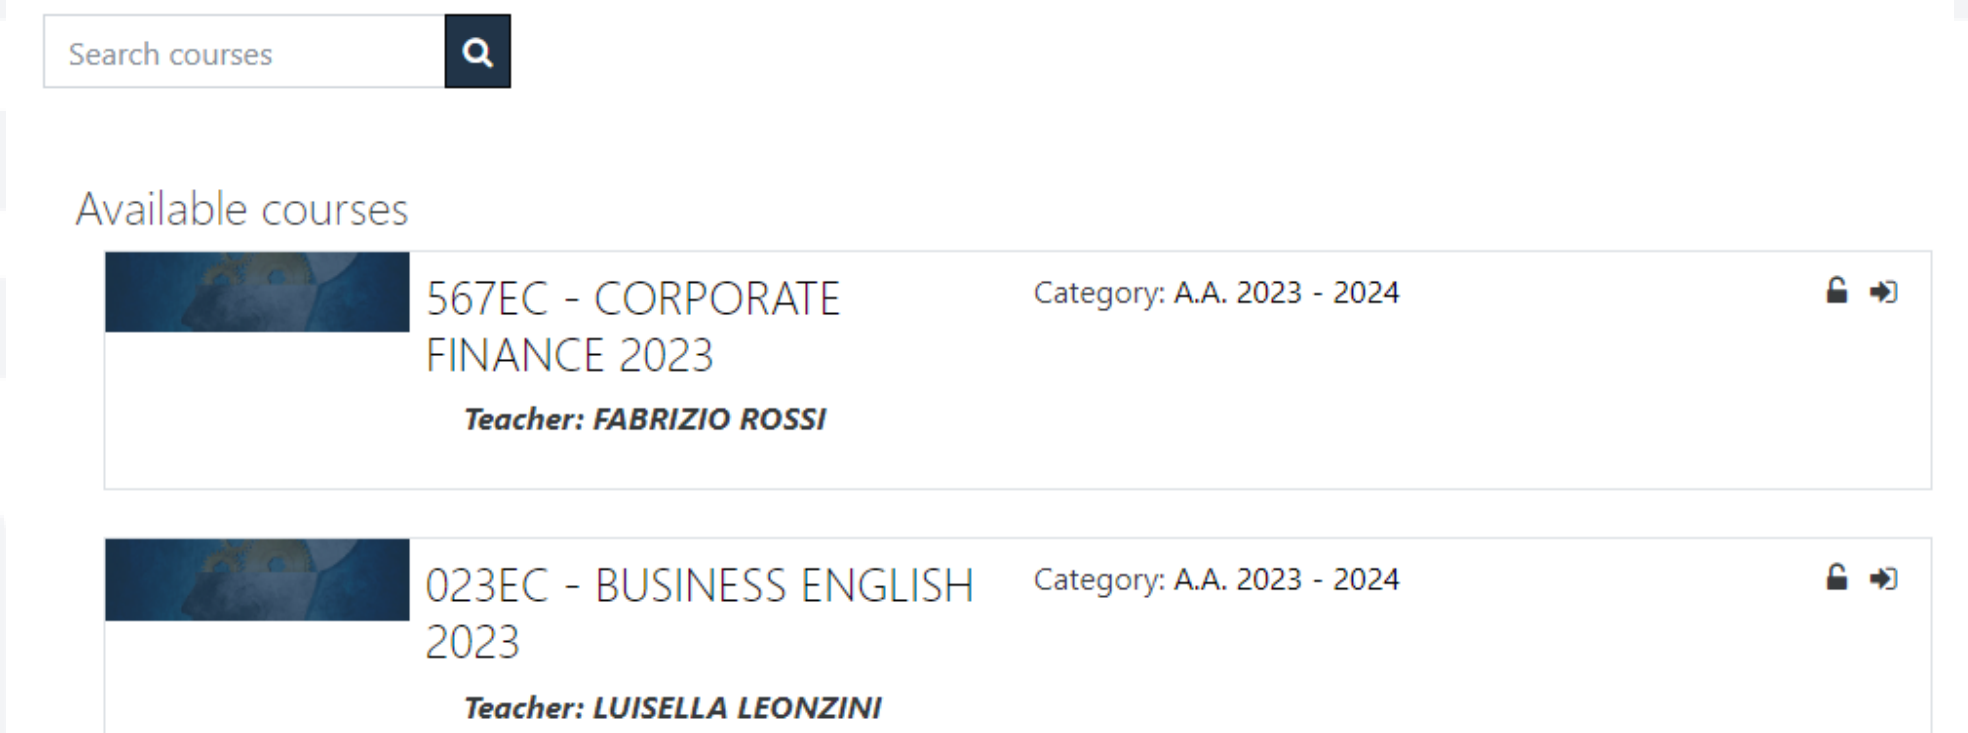 Search courses
Available courses
567EC - CORPORATE
FINANCE 2023
Category: A.A. 2023 - 2024
Teacher: FABRIZIO ROSSI
023EC - BUSINESS ENGLISH
2023
Category: A.A. 2023 - 2024
Teacher: LUISELLA LEONZINI